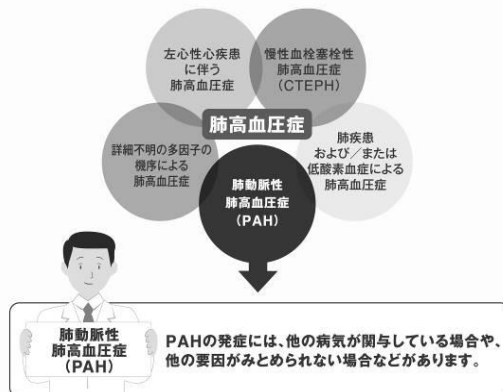 左心性心疾患
に伴う
肺高血圧症
慢性血栓塞栓性
肺高血圧症
（CTEPH）
肺高血圧症
詳細不明の多因子の
機序による
肺高血圧症
肺疾患
および／または
低酸素血症による
肺高血圧症
肺動脈性
肺高血圧症
（PAH）
肺動脈性
肺高血圧症
（PAH）
PAHの発症には、他の病気が関与している場合や、
他の要因がみとめられない場合などがあります。